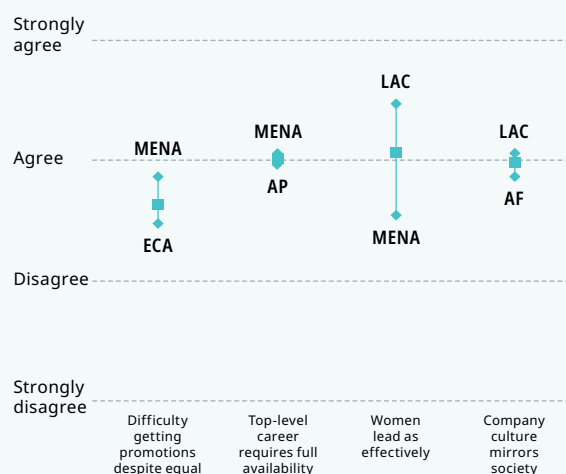 Strongly
agree
LAC
MENA
LAC
MENA
Agree
AP
AF
ECA
MENA
Disagree
Strongly
disagree
Difficulty
getting
promotions
despite equal
Top-level
career
requires full
availability
Women
lead as
effectively
Company
culture
mirrors
society